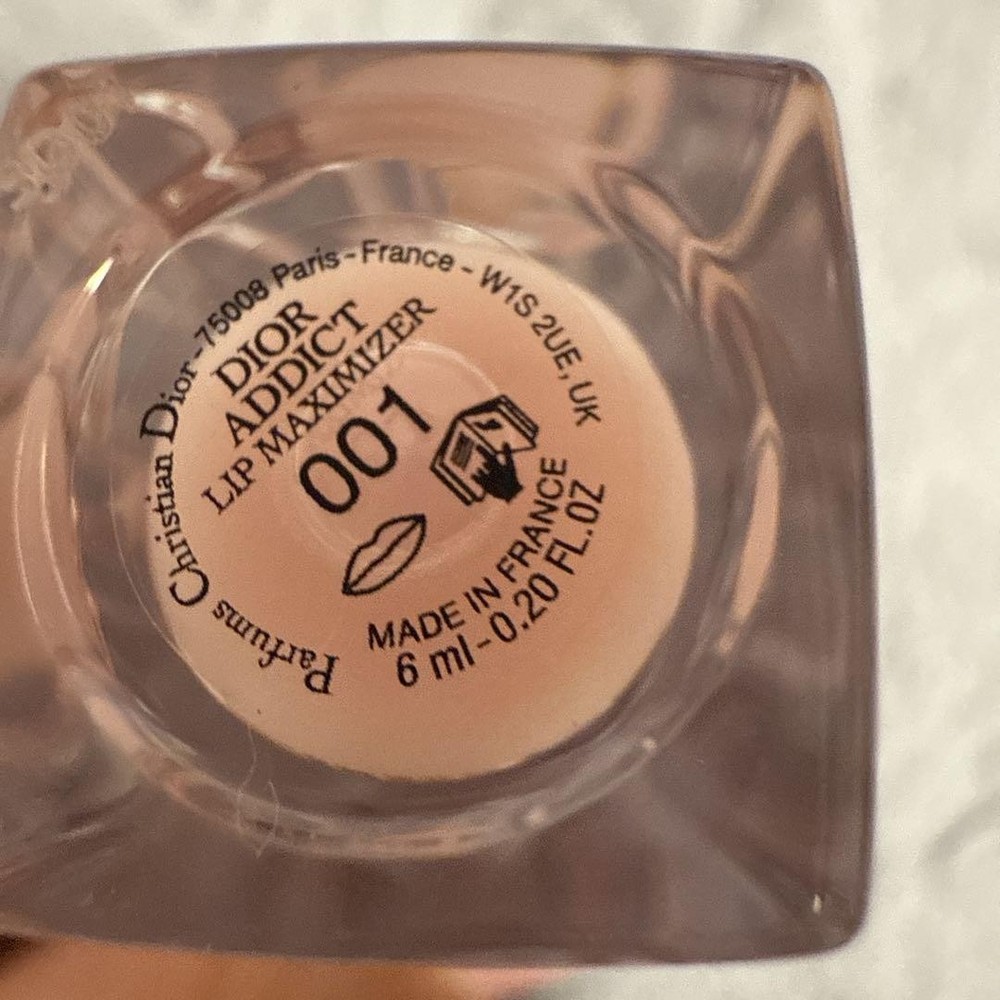 Parfums Christian Dior - 75008 Paris - France - W1S 2UE, UK
DIOR
ADDICT
LIP MAXIMIZER
001
MADE IN FRANCE
6 ml - 0.20 FL.OZ